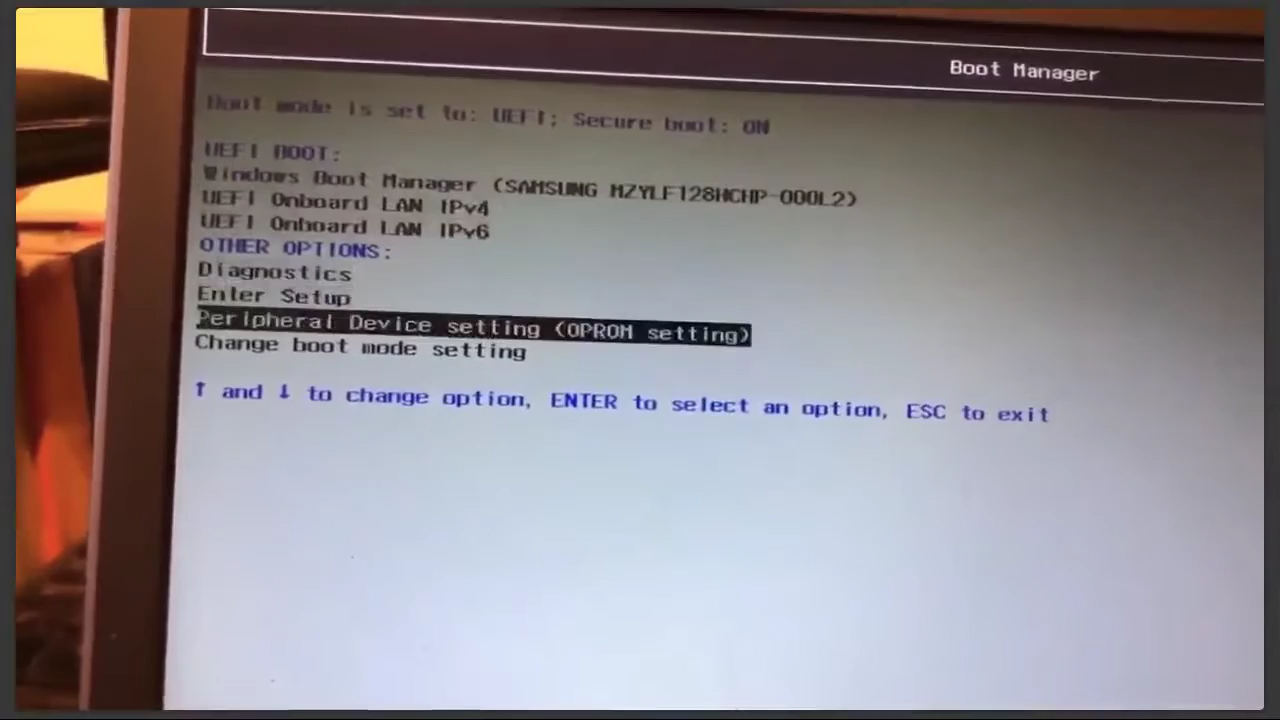 Boot Manager
Boot mode is set to: UEFI; Secure boot: ON
UEFI BOOT:
Windows Boot Manager (SAMSUNG MZYLF128HCHP-000L2)
UEFI Onboard LAN IPv4
UEFI Onboard LAN IPv6
OTHER OPTIONS:
Diagnostics
Enter Setup
Peripheral Device setting (OPROM setting)
Change boot mode setting
↑ and ↓ to change option, ENTER to select an option, ESC to exit